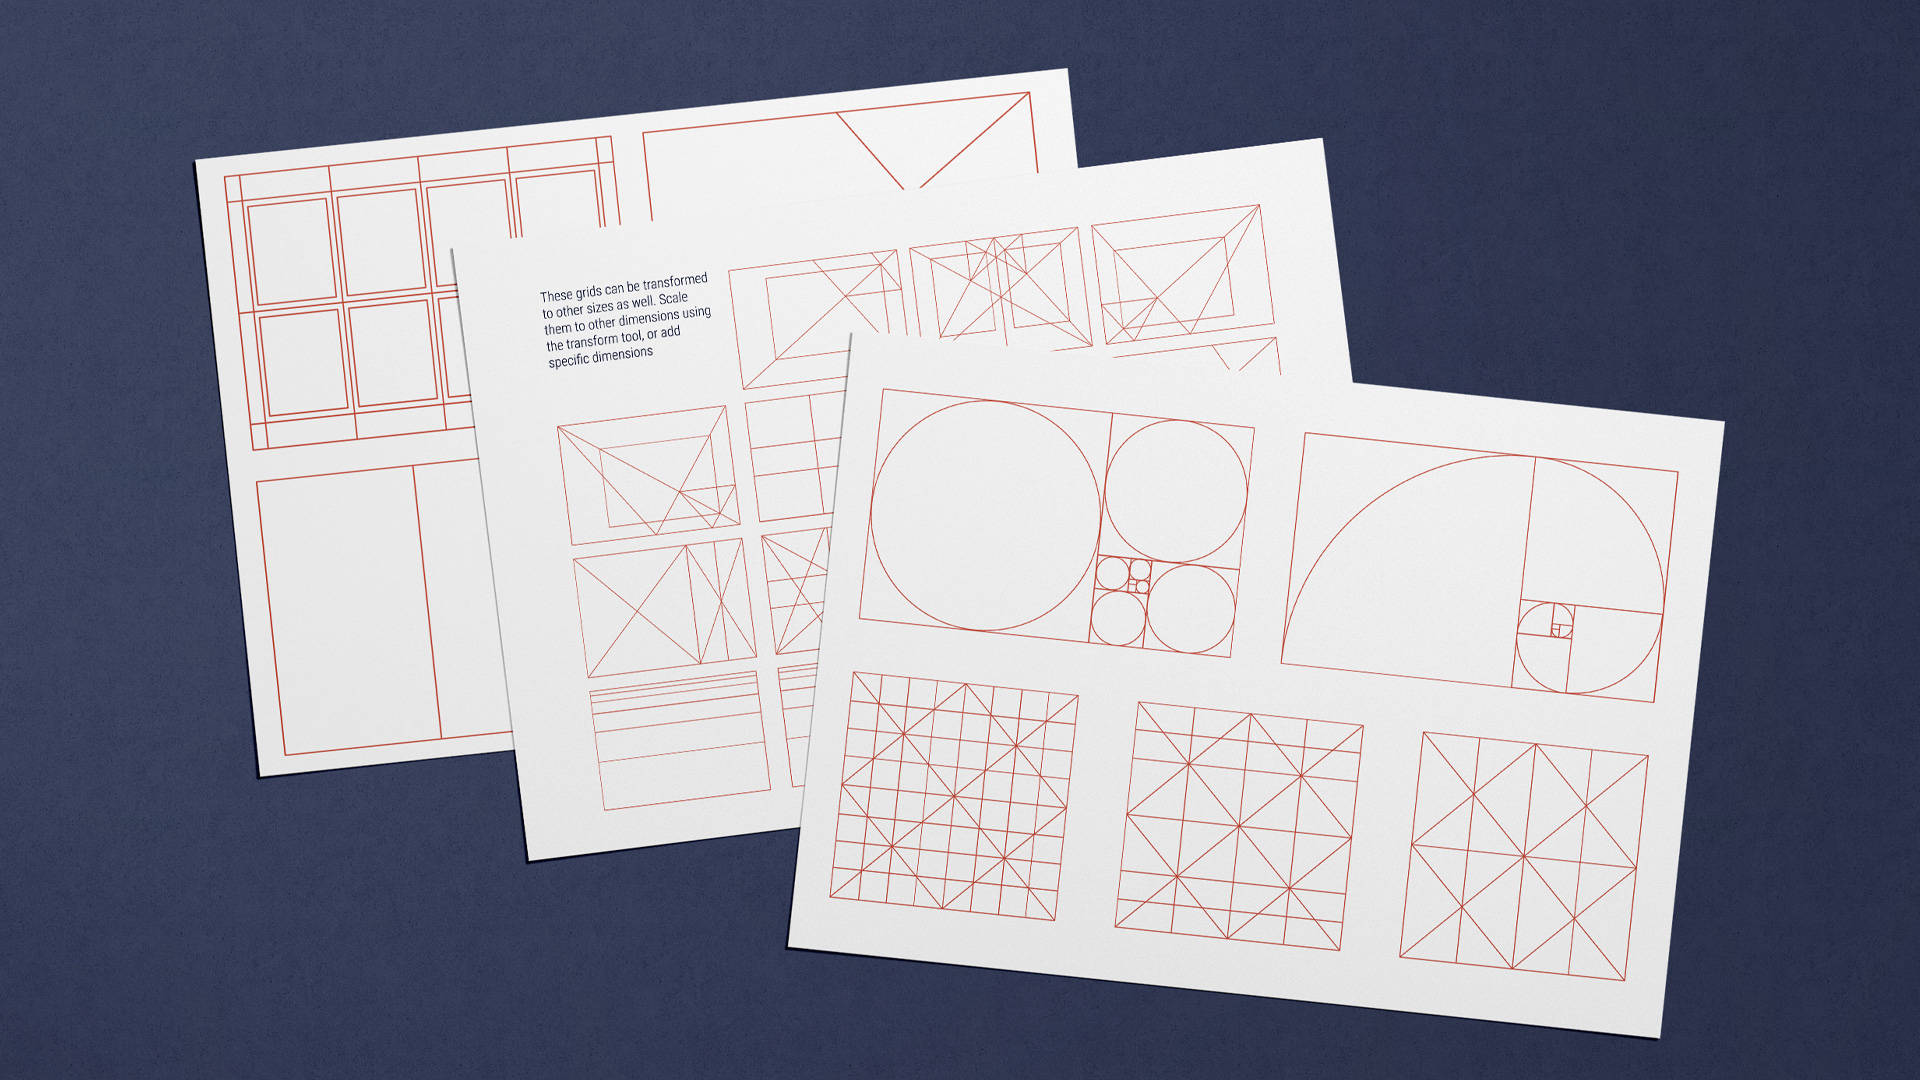 These grids can be transformed
to other sizes as well. Scale
them to other dimensions using
the transform tool, or add
specific dimensions